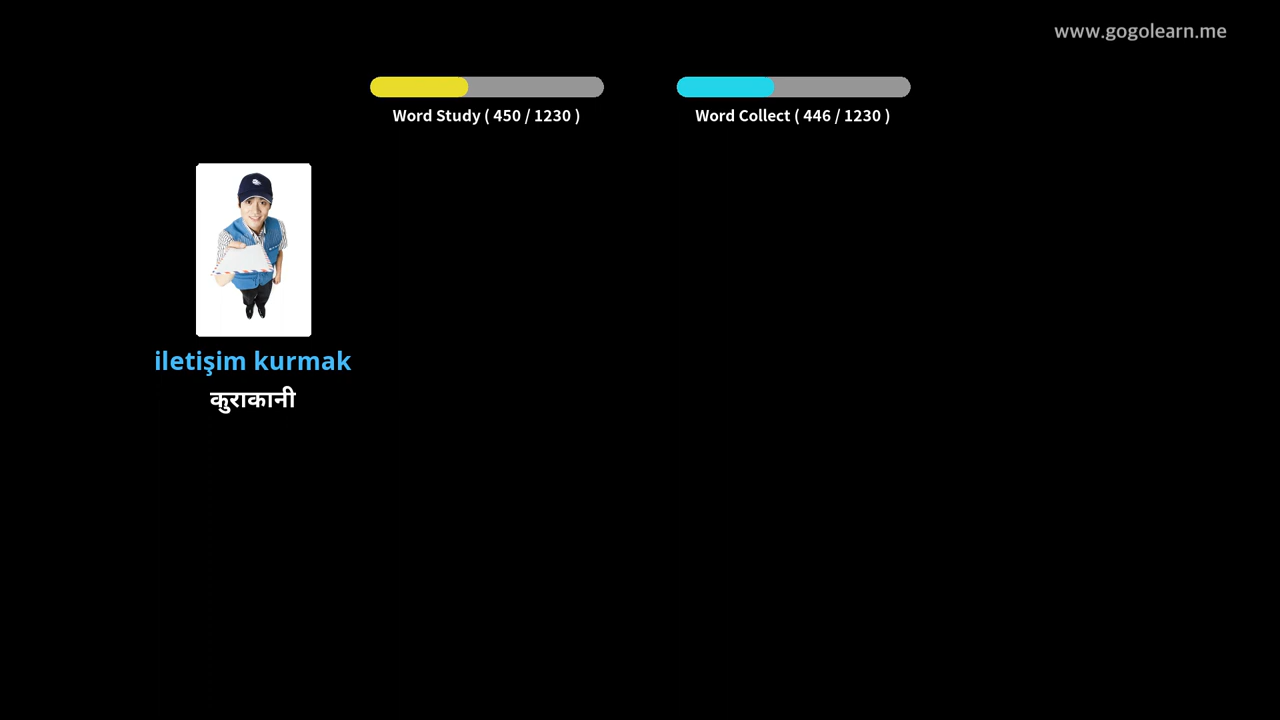 www.gogolearn.me
Word Study ( 450 / 1230 )
Word Collect ( 446 / 1230 )
iletişim kurmak
कुराकानी